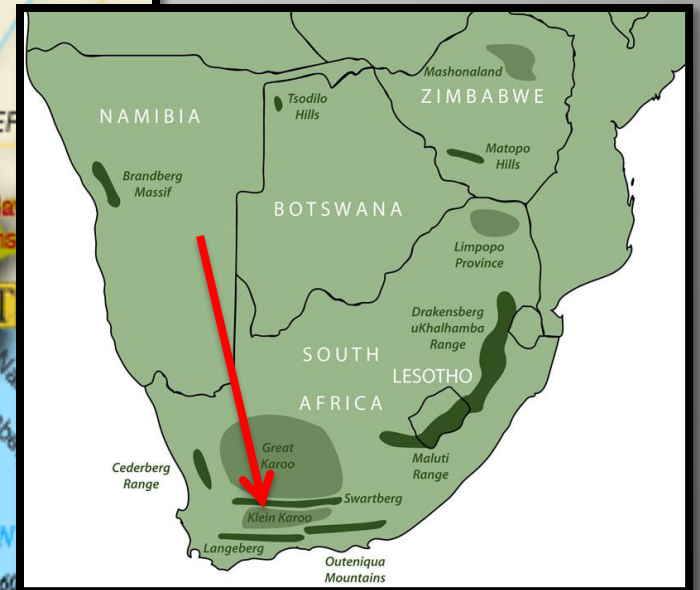 Mashonaland
ZIMBABWE
Tsodilo
Hills
NAMIBIA
Matopo
Hills
Brandberg
Massif
BOTSWANA
Limpopo
Province
Drakensberg
uKhalhamba
Range
SOUTH
AFRICA
LESOTHO
Great
Karoo
Maluti
Range
Cederberg
Range
Swartberg
Klein Karoo
Langeberg
Outeniqua
Mountains